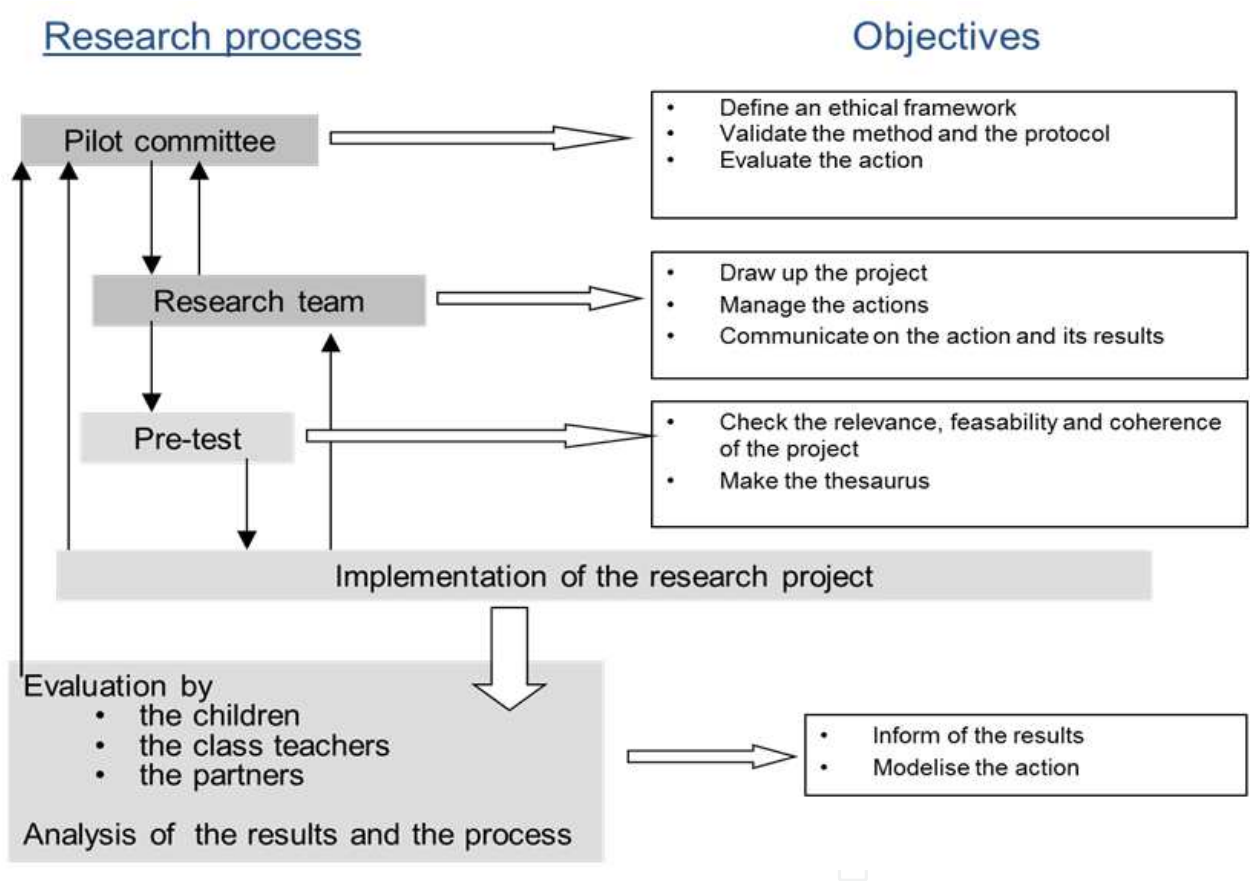 Research process
Objectives
Pilot committee
• Define an ethical framework
• Validate the method and the protocol
• Evaluate the action
Research team
• Draw up the project
• Manage the actions
• Communicate on the action and its results
Pre-test
• Check the relevance, feasability and coherence
of the project
• Make the thesaurus
Implementation of the research project
Evaluation by
• the children
• the class teachers
• the partners
Analysis of the results and the process
• Inform of the results
• Modelise the action